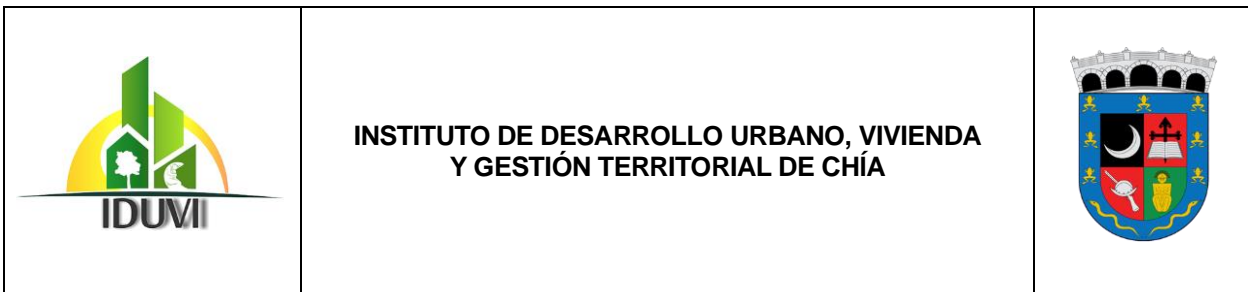 IDUVI
INSTITUTO DE DESARROLLO URBANO, VIVIENDA
Y GESTIÓN TERRITORIAL DE CHÍA